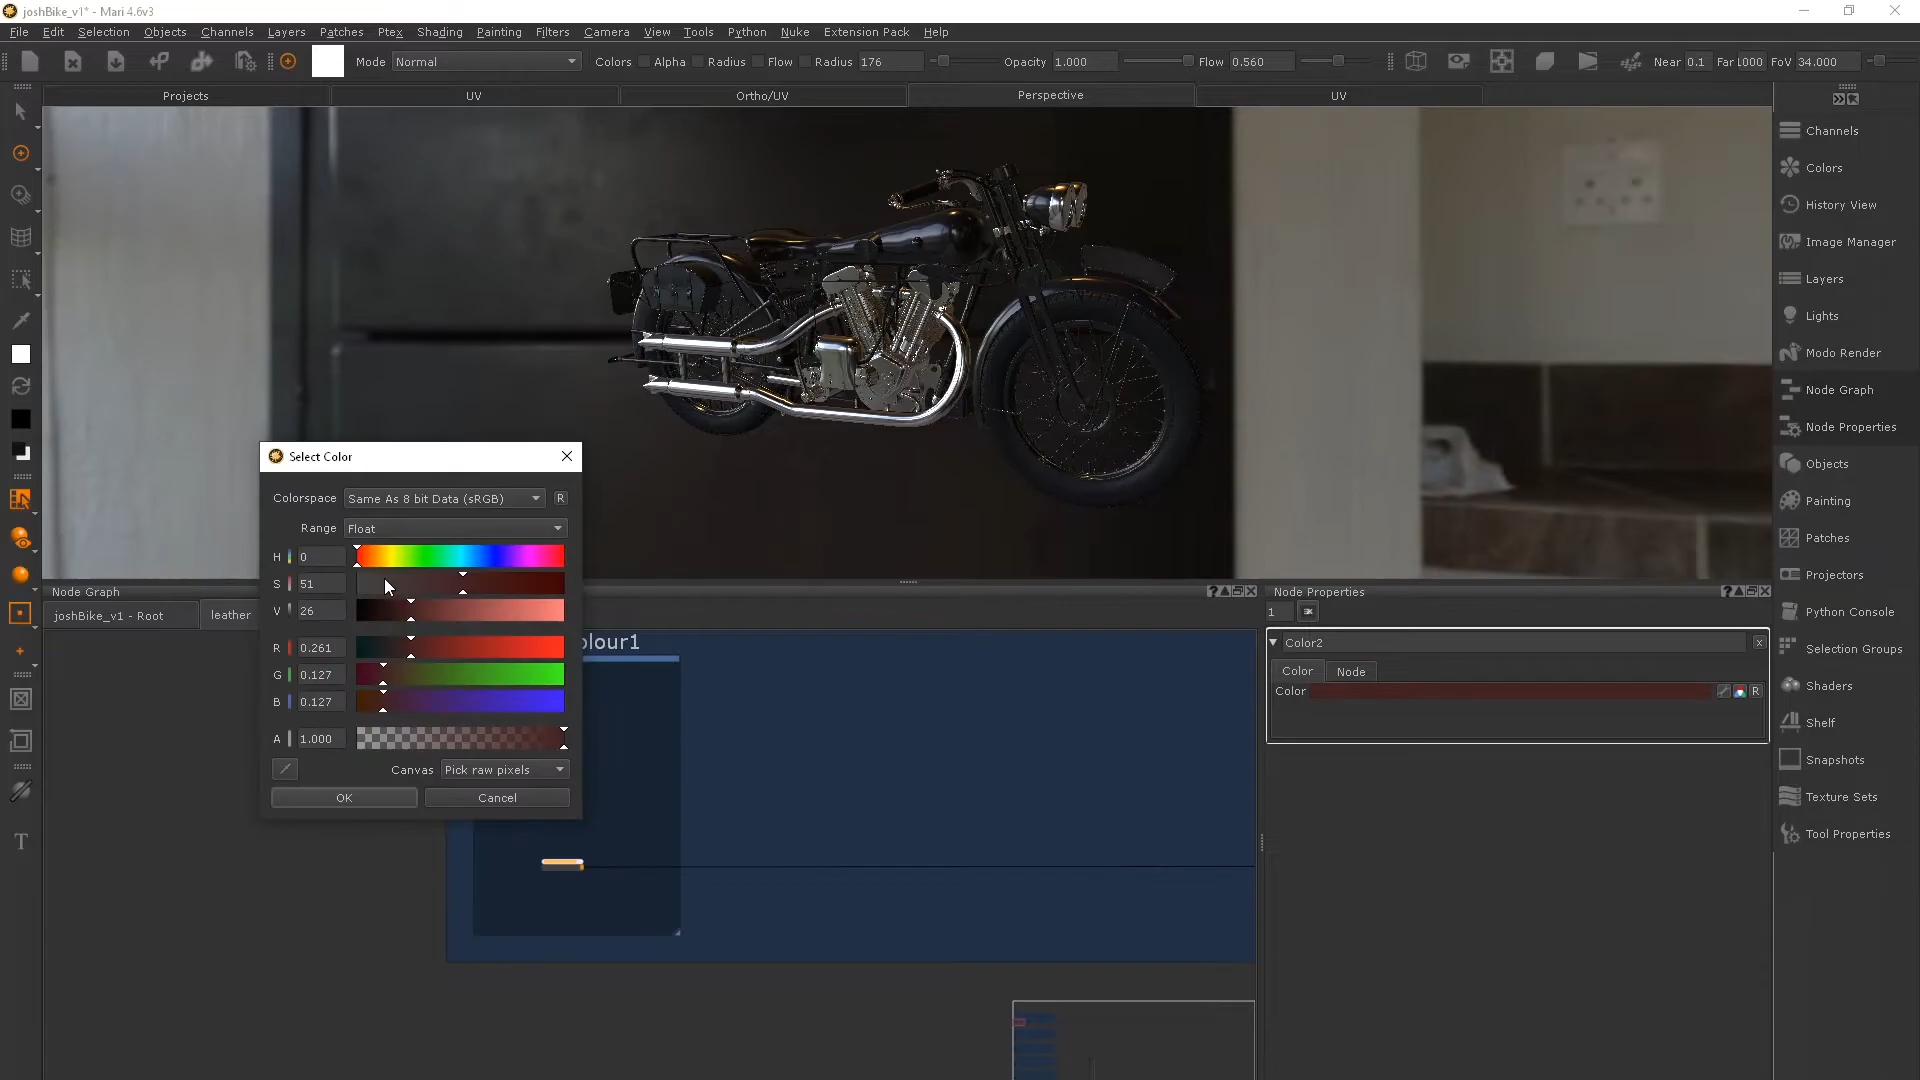 joshBike_v1* - Mari 4.6v3
File Edit Selection Objects Channels Layers Patches Ptex Shading Painting Filters Camera View Tools Python Nuke Extension Pack Help
Mode Normal Colors Alpha Radius Flow Radius 176 Opacity 1.000 Flow 0.560 Near 0.1 Far FoV 34.000
Projects UV Ortho/UV Perspective UV
Channels
Colors
History View
Image Manager
Layers
Lights
Modo Render
Node Graph
Node Properties
Objects
Painting
Patches
Projectors
Python Console
Selection Groups
Shaders
Shelf
Snapshots
Texture Sets
Tool Properties
T
Select Color
Colorspace Same As 8 bit Data (sRGB) R
Range Float
H 0
S 51
V 26
R 0.261
G 0.127
B 0.127
A 1.000
Canvas Pick raw pixels
OK Cancel
Node Graph
joshBike_v1 - Root leather
olour1
Node Properties
1
Color2 x
Color Node
Color R